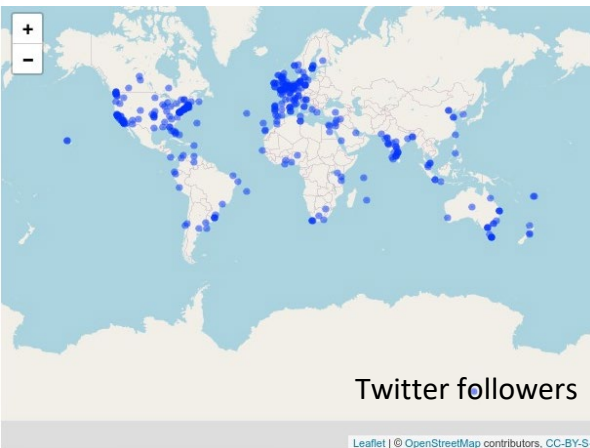 +
−
Twitter followers
Leaflet | © OpenStreetMap contributors, CC-BY-S